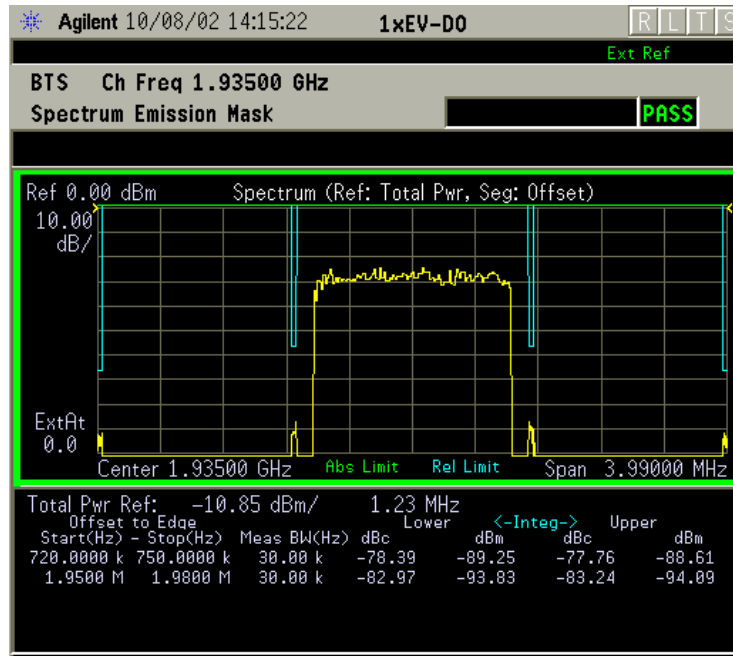 Agilent 10/08/02 14:15:22 1xEV-DO R L T S
Ext Ref
BTS Ch Freq 1.93500 GHz
Spectrum Emission Mask PASS
Ref 0.00 dBm Spectrum (Ref: Total Pwr, Seg: Offset)
10.00
dB/
ExtAt
0.0
Center 1.93500 GHz Abs Limit Rel Limit Span 3.99000 MHz
Total Pwr Ref: -10.85 dBm/ 1.23 MHz
Offset to Edge Lower <-Integ-> Upper
Start(Hz) - Stop(Hz) Meas BW(Hz) dBc dBm dBc dBm
720.0000 k 750.0000 k 30.00 k -78.39 -89.25 -77.76 -88.61
1.9500 M 1.9800 M 30.00 k -82.97 -93.83 -83.24 -94.09